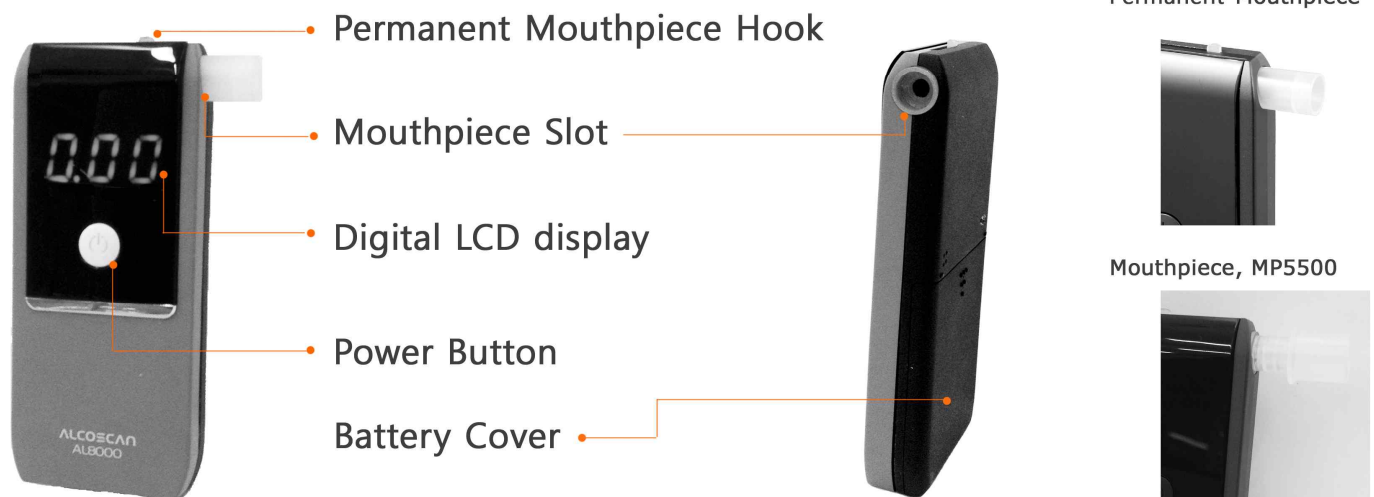 Permanent Mouthpiece
Permanent Mouthpiece Hook
Mouthpiece Slot
0.00
Digital LCD display
Mouthpiece, MP5500
Power Button
Battery Cover
ALCOSCAN
AL8000